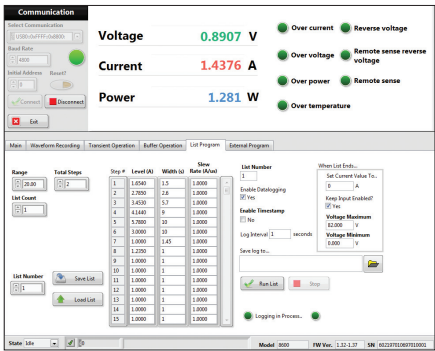 Communication
Select Communication
USB0::0xFFFF::0x8800::
Baud Rate
4800
Initial Address Reset?
0
Connect Disconnect
Exit
Voltage 0.8907 V
Current 1.4376 A
Power 1.281 W
Over current Reverse voltage
Over voltage Remote sense reverse voltage
Over power Remote sense
Over temperature
Main Waveform Recording Transient Operation Buffer Operation List Program External Program
Range Total Steps
20.00 2
List Count
1
List Number
1
Save List
Load List
Step # Level (A) Width (s) Slew Rate (A/us)
1 1.6540 1.5 1.0000
2 2.7850 2.6 1.0000
3 3.4530 5.7 1.0000
4 4.1440 9 1.0000
5 5.7800 10 1.0000
6 3.0000 10 1.0000
7 1.0000 1.45 1.0000
8 1.2350 1 1.0000
9 1.0000 1 1.0000
10 1.0000 1 1.0000
11 1.0000 1 1.0000
12 1.0000 1 1.0000
13 1.0000 1 1.0000
14 1.0000 1 1.0000
15 1.0000 1 1.0000
List Number
1
Enable Datalogging
Yes
Enable Timestamp
No
Log Interval 1 seconds
Save log to...
Run List Stop
Logging in Process..
When List Ends...
Set Current Value To..
0 A
Keep Input Enabled?
Yes
Voltage Maximum
82.000 V
Voltage Minimum
0.000 V
State Idle 0
Model 8600 FW Ver. 1.32-1.37 SN 602197010697010001